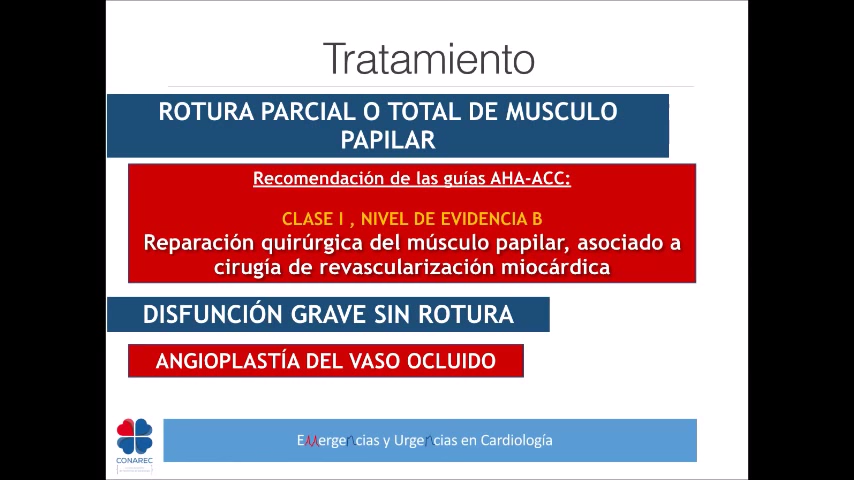 Tratamiento
ROTURA PARCIAL O TOTAL DE MUSCULO
PAPILAR
Recomendación de las guías AHA-ACC:
CLASE I , NIVEL DE EVIDENCIA B
Reparación quirúrgica del músculo papilar, asociado a
cirugía de revascularización miocárdica
DISFUNCIÓN GRAVE SIN ROTURA
ANGIOPLASTÍA DEL VASO OCLUIDO
Emergencias y Urgencias en Cardiología
CONAREC